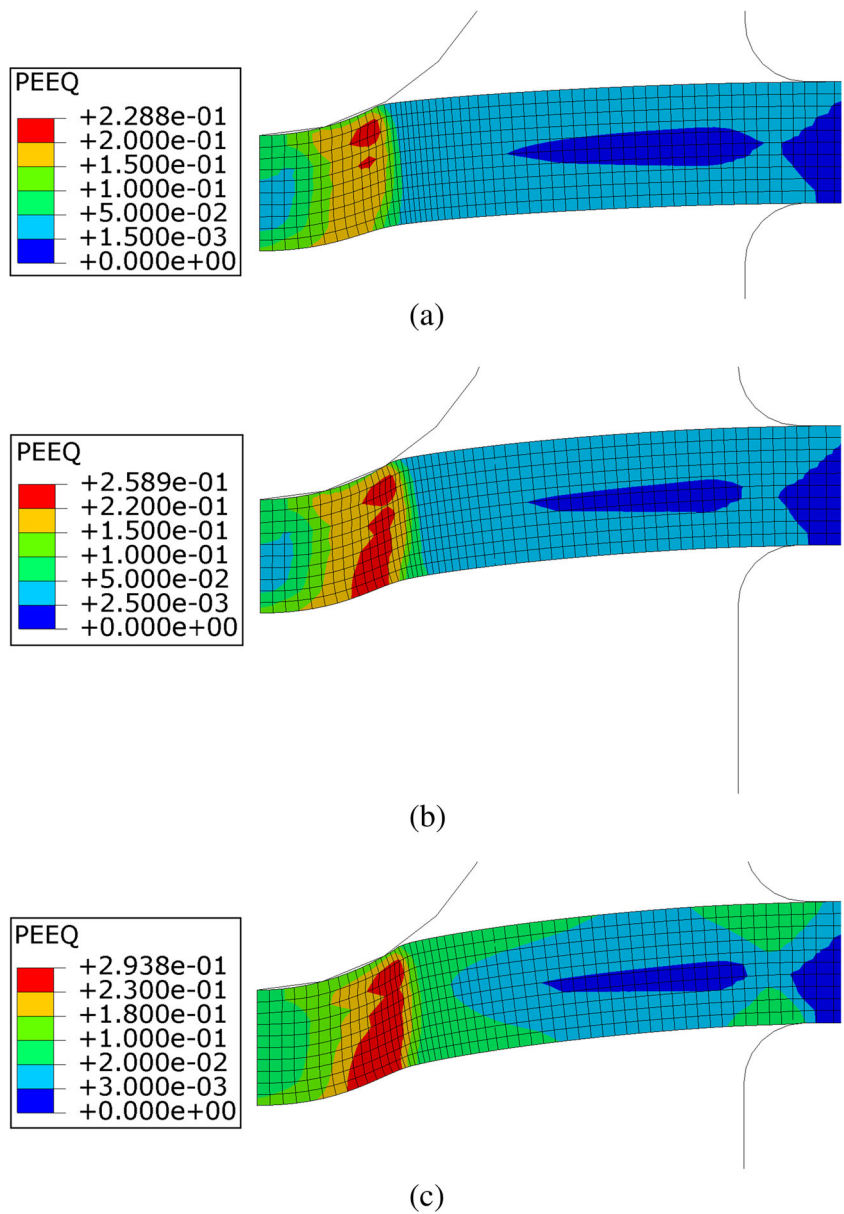 PEEQ
+2.288e-01
+2.000e-01
+1.500e-01
+1.000e-01
+5.000e-02
+1.500e-03
+0.000e+00
(a)
PEEQ
+2.589e-01
+2.200e-01
+1.500e-01
+1.000e-01
+5.000e-02
+2.500e-03
+0.000e+00
(b)
PEEQ
+2.938e-01
+2.300e-01
+1.800e-01
+1.000e-01
+2.000e-02
+3.000e-03
+0.000e+00
(c)